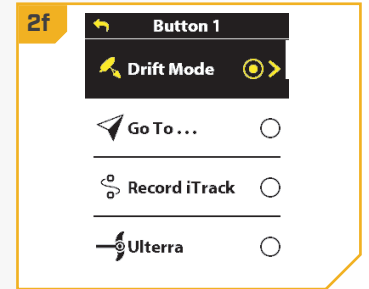 2f
Button 1
Drift Mode
Go To ...
Record iTrack
Ulterra